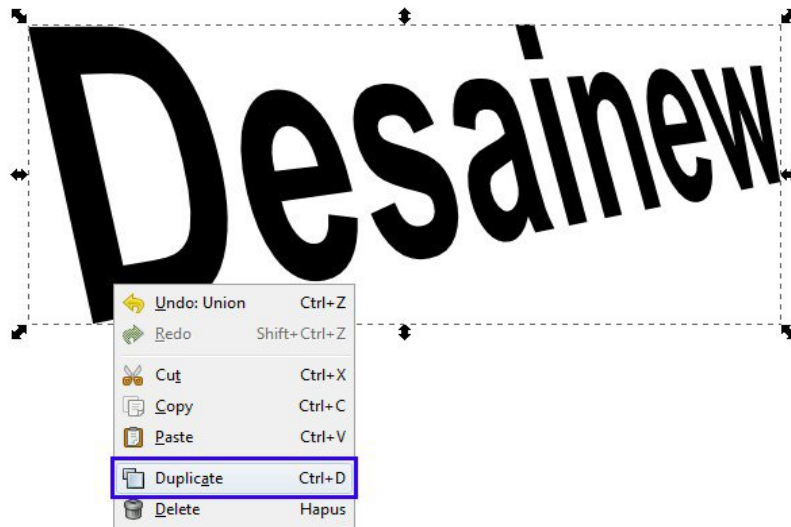 Desainew
Undo: Union Ctrl+Z
Redo Shift+Ctrl+Z
Cut Ctrl+X
Copy Ctrl+C
Paste Ctrl+V
Duplicate Ctrl+D
Delete Hapus